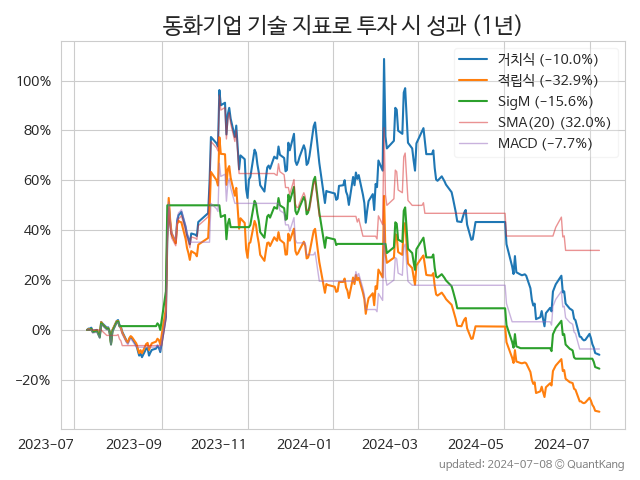 동화기업 기술 지표로 투자 시 성과 (1년)
거치식 (-10.0%)
적립식 (-32.9%)
SigM (-15.6%)
SMA(20) (32.0%)
MACD (-7.7%)
100%
80%
60%
40%
20%
0%
-20%
2023-07
2023-09
2023-11
2024-01
2024-03
2024-05
2024-07
updated: 2024-07-08 © QuantKang